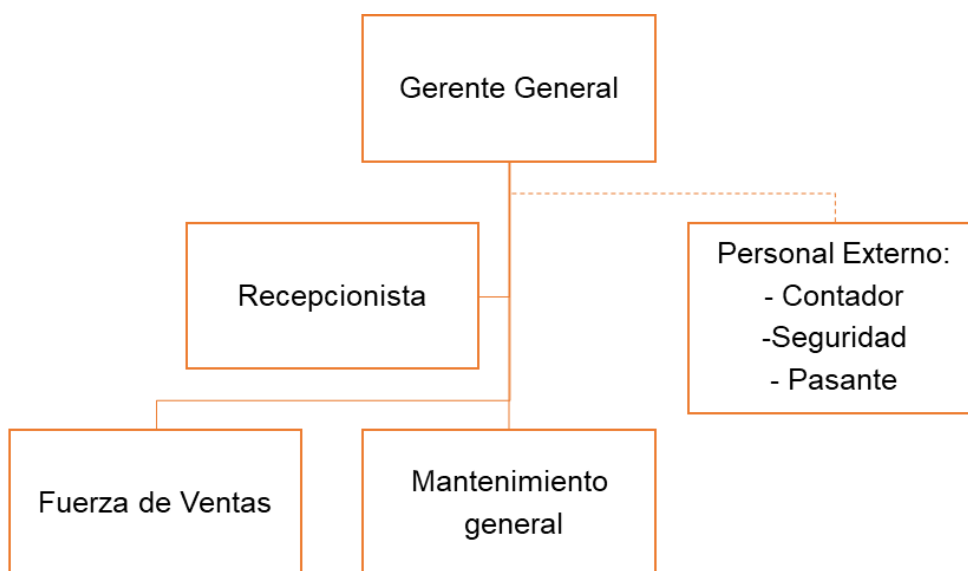 Gerente General
Recepcionista
Personal Externo:
- Contador
-Seguridad
- Pasante
Fuerza de Ventas
Mantenimiento
general